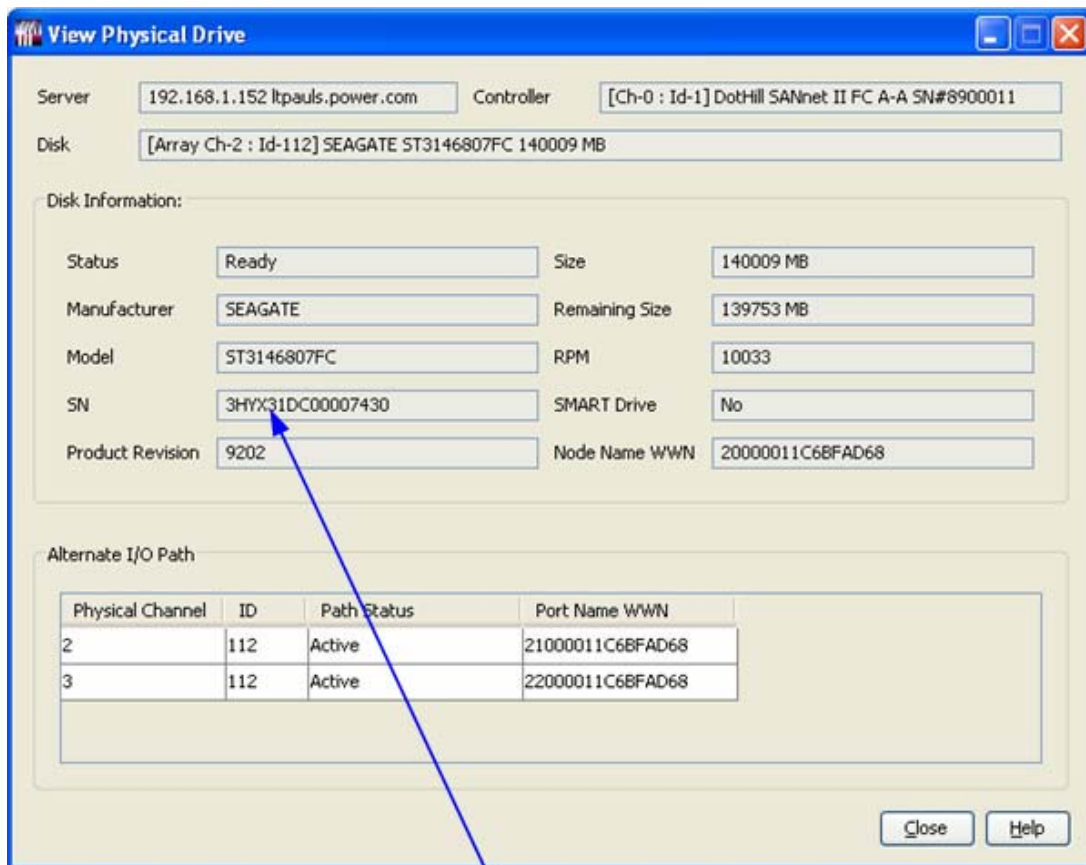 View Physical Drive
Server 192.168.1.152 ltpauls.power.com Controller [Ch-0 : Id-1] DotHill SANnet II FC A-A SN#8900011
Disk [Array Ch-2 : Id-112] SEAGATE ST3146807FC 140009 MB
Disk Information:
Status Ready Size 140009 MB
Manufacturer SEAGATE Remaining Size 139753 MB
Model ST3146807FC RPM 10033
SN 3HYX31DC00007430 SMART Drive No
Product Revision 9202 Node Name WWN 20000011C6BFAD68
Alternate I/O Path
Physical Channel ID Path Status Port Name WWN
2 112 Active 21000011C6BFAD68
3 112 Active 22000011C6BFAD68
Close Help